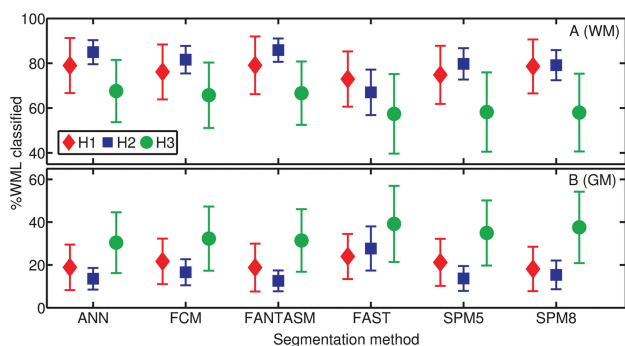 100
80
60
40
A (WM)
H1 H2 H3
%WML classified
60
40
20
0
B (GM)
ANN FCM FANTASM FAST SPM5 SPM8
Segmentation method